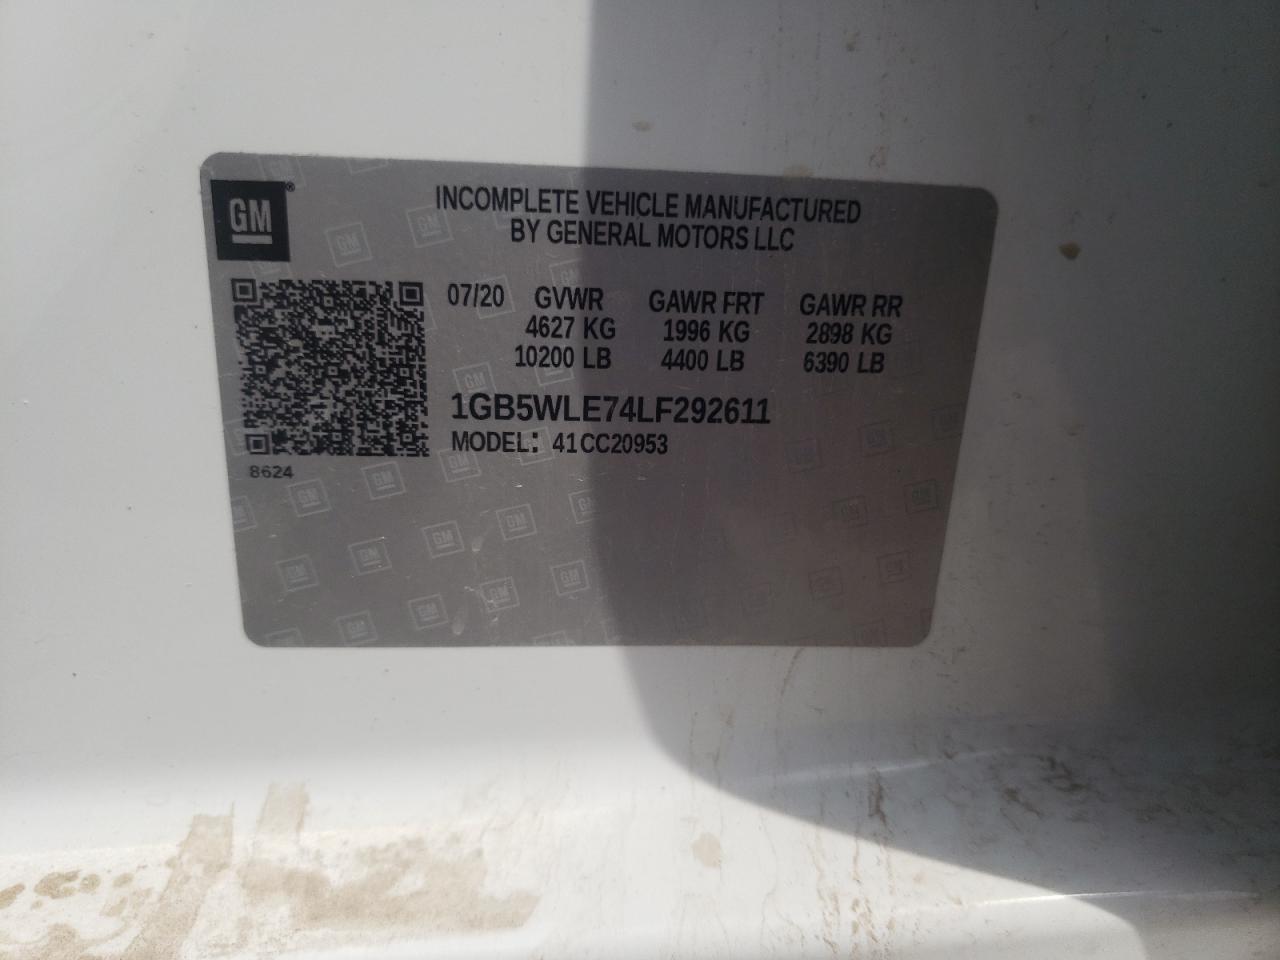 GM
INCOMPLETE VEHICLE MANUFACTURED
BY GENERAL MOTORS LLC
07/20 GVWR GAWR FRT GAWR RR
4627 KG 1996 KG 2898 KG
10200 LB 4400 LB 6390 LB
1GB5WLE74LF292611
MODEL: 41CC20953
8624